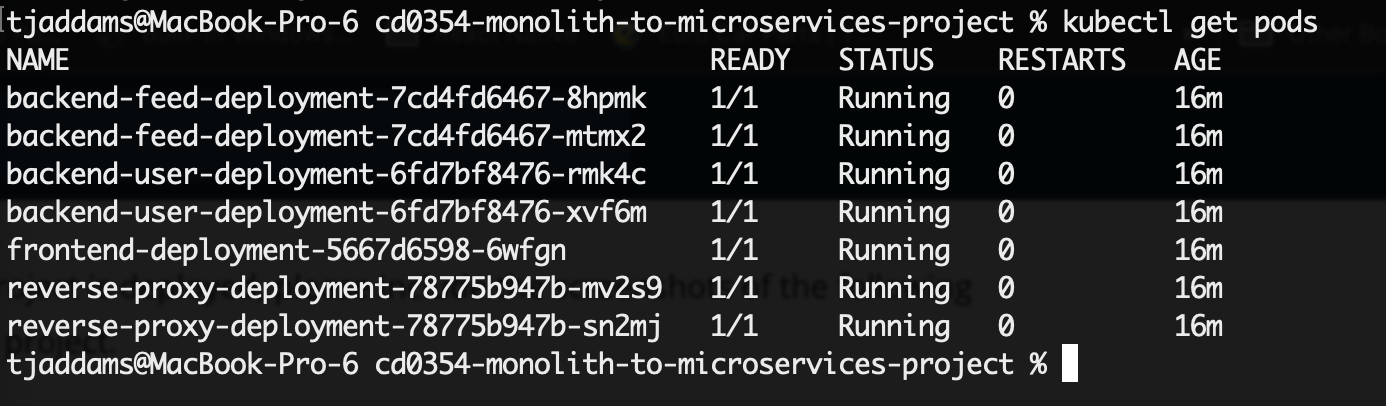 tjaddams@MacBook-Pro-6 cd0354-monolith-to-microservices-project % kubectl get pods
NAME READY STATUS RESTARTS AGE
backend-feed-deployment-7cd4fd6467-8hpmk 1/1 Running 0 16m
backend-feed-deployment-7cd4fd6467-mtmx2 1/1 Running 0 16m
backend-user-deployment-6fd7bf8476-rmk4c 1/1 Running 0 16m
backend-user-deployment-6fd7bf8476-xvf6m 1/1 Running 0 16m
frontend-deployment-5667d6598-6wfgn 1/1 Running 0 16m
reverse-proxy-deployment-78775b947b-mv2s9 1/1 Running 0 16m
reverse-proxy-deployment-78775b947b-sn2mj 1/1 Running 0 16m
tjaddams@MacBook-Pro-6 cd0354-monolith-to-microservices-project %